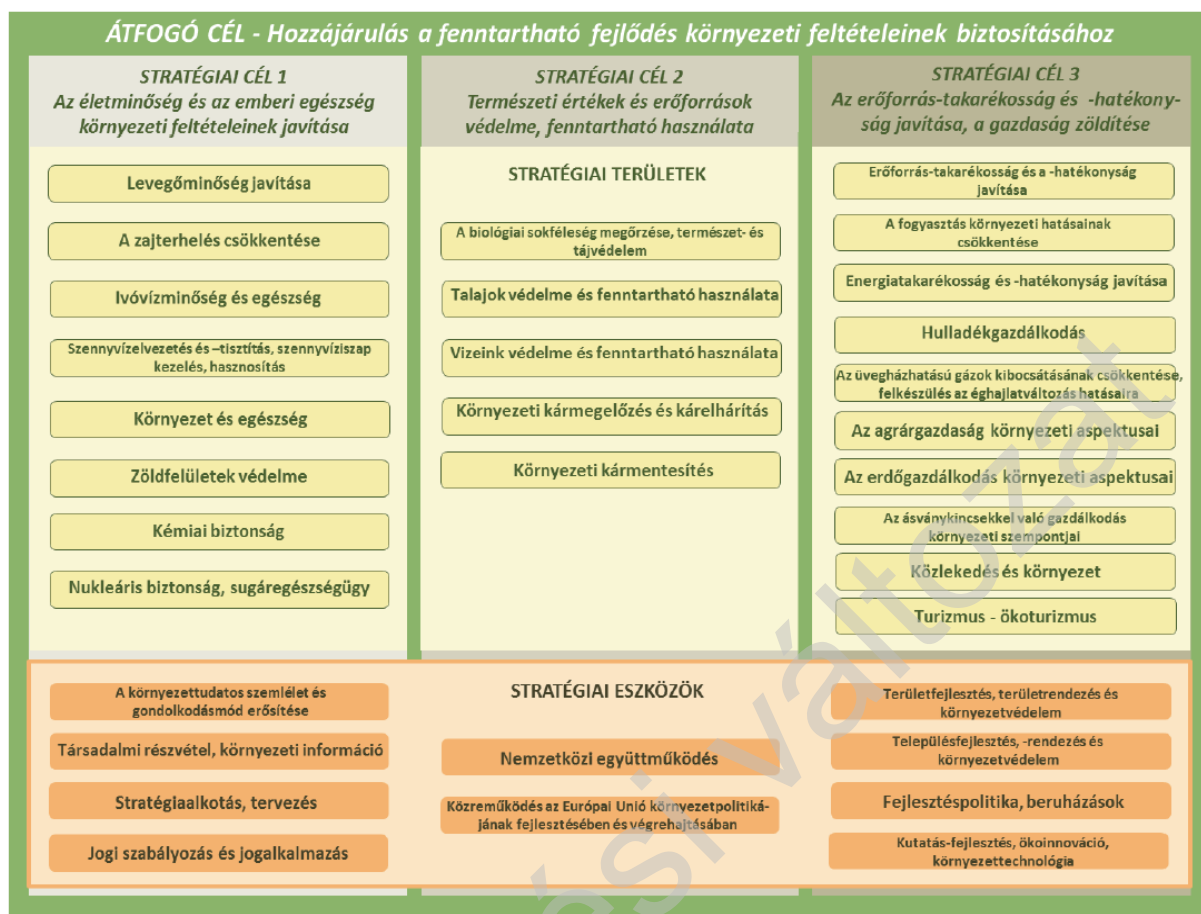 ÁTFOGÓ CÉL - Hozzájárulás a fenntartható fejlődés környezeti feltételeinek biztosításához
STRATÉGIAI CÉL 1
Az életminőség és az emberi egészség
környezeti feltételeinek javítása
Levegőminőség javítása
A zajterhelés csökkentése
Ivóvízminőség és egészség
Szennyvízelvezetés és –tisztítás, szennyvíziszap
kezelés, hasznosítás
Környezet és egészség
Zöldfelületek védelme
Kémiai biztonság
Nukleáris biztonság, sugáregészségügy
STRATÉGIAI CÉL 2
Természeti értékek és erőforrások
védelme, fenntartható használata
STRATÉGIAI TERÜLETEK
A biológiai sokféleség megőrzése, természet- és
tájvédelem
Talajok védelme és fenntartható használata
Vizeink védelme és fenntartható használata
Környezeti kármegelőzés és kárelhárítás
Környezeti kármentesítés
STRATÉGIAI CÉL 3
Az erőforrás-takarékosság és -hatékony-
ság javítása, a gazdaság zöldítése
Erőforrás-takarékosság és a -hatékonyság
javítása
A fogyasztás környezeti hatásainak
csökkentése
Energiatakarékosság és -hatékonyság javítása
Hulladékgazdálkodás
Az üvegházhatású gázok kibocsátásának csökkentése,
felkészülés az éghajlatváltozás hatásaira
Az agrárgazdaság környezeti aspektusai
Az erdőgazdálkodás környezeti aspektusai
Az ásványkincsekkel való gazdálkodás
környezeti szempontjai
Közlekedés és környezet
Turizmus - ökoturizmus
A környezettudatos szemlélet és
gondolkodásmód erősítése
Társadalmi részvétel, környezeti információ
Stratégiaalkotás, tervezés
Jogi szabályozás és jogalkalmazás
STRATÉGIAI ESZKÖZÖK
Nemzetközi együttműködés
Közreműködés az Európai Unió környezetpolitiká-
jának fejlesztésében és végrehajtásában
Területfejlesztés, területrendezés és
környezetvédelem
Településfejlesztés, -rendezés és
környezetvédelem
Fejlesztéspolitika, beruházások
Kutatás-fejlesztés, ökoinnováció,
környezettechnológia
változat